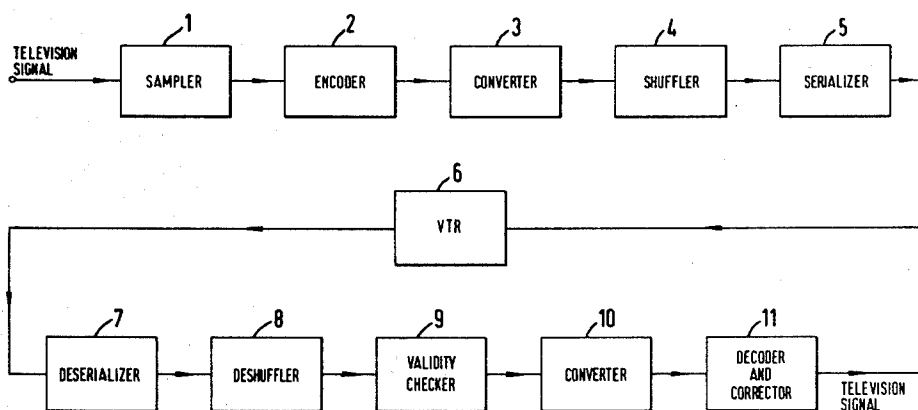 1
2
3
4
5
TELEVISION
SIGNAL
SAMPLER
ENCODER
CONVERTER
SHUFFLER
SERIALIZER
6
VTR
7
8
9
10
11
DESERIALIZER
DESHUFFLER
VALIDITY
CHECKER
CONVERTER
DECODER
AND
CORRECTOR
TELEVISION
SIGNAL